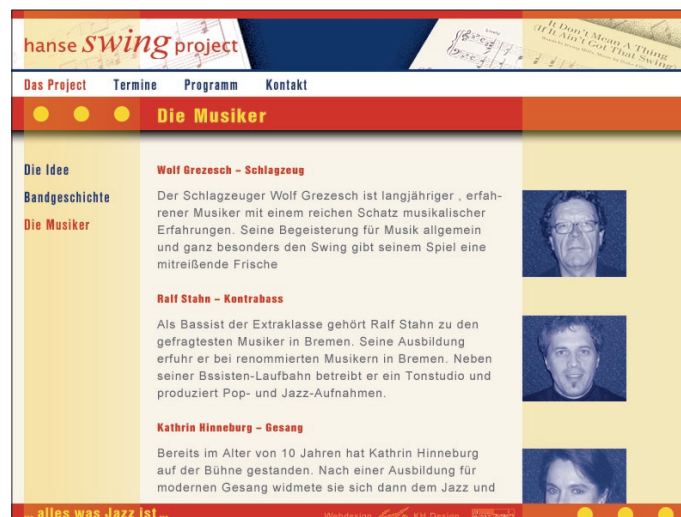 hanse swing project
It Don't Mean A Thing
(If It Ain't Got That Swing)
Das Project Termine Programm Kontakt
Die Musiker
Die Idee
Bandgeschichte
Die Musiker
Wolf Grezesch – Schlagzeug
Der Schlagzeuger Wolf Grezesch ist langjähriger , erfah-
rener Musiker mit einem reichen Schatz musikalischer
Erfahrungen. Seine Begeisterung für Musik allgemein
und ganz besonders den Swing gibt seinem Spiel eine
mitreißende Frische
Ralf Stahn – Kontrabass
Als Bassist der Extraklasse gehört Ralf Stahn zu den
gefragtesten Musiker in Bremen. Seine Ausbildung
erfuhr er bei renommierten Musikern in Bremen. Neben
seiner Bssisten-Laufbahn betreibt er ein Tonstudio und
produziert Pop- und Jazz-Aufnahmen.
Kathrin Hinneburg – Gesang
Bereits im Alter von 10 Jahren hat Kathrin Hinneburg
auf der Bühne gestanden. Nach einer Ausbildung für
modernen Gesang widmete sie sich dann dem Jazz und
... alles was Jazz ist ...
Webdesign KH Design